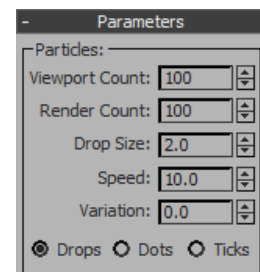 - Parameters
Particles:
Viewport Count: 100
Render Count: 100
Drop Size: 2.0
Speed: 10.0
Variation: 0.0
Drops Dots Ticks